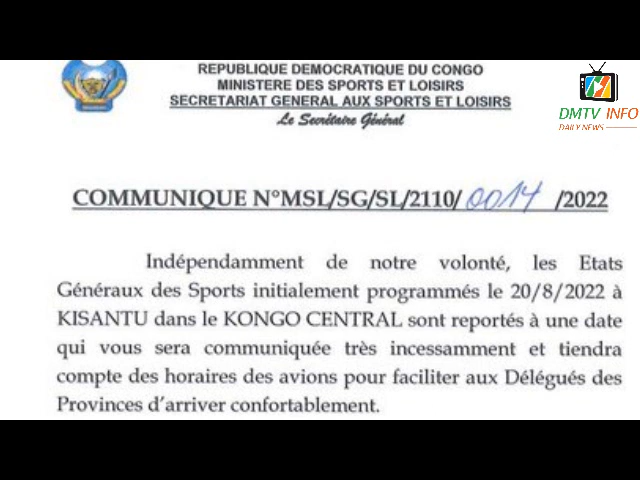 REPUBLIQUE DEMOCRATIQUE DU CONGO
MINISTERE DES SPORTS ET LOISIRS
SECRETARIAT GENERAL AUX SPORTS ET LOISIRS
Le Secrétaire Général
DMTV INFO
DAILY NEWS
COMMUNIQUE N°MSL/SG/SL/2110/0014/2022
Indépendamment de notre volonté, les Etats
Généraux des Sports initialement programmés le 20/8/2022 à
KISANTU dans le KONGO CENTRAL sont reportés à une date
qui vous sera communiquée très incessamment et tiendra
compte des horaires des avions pour faciliter aux Délégués des
Provinces d'arriver confortablement.